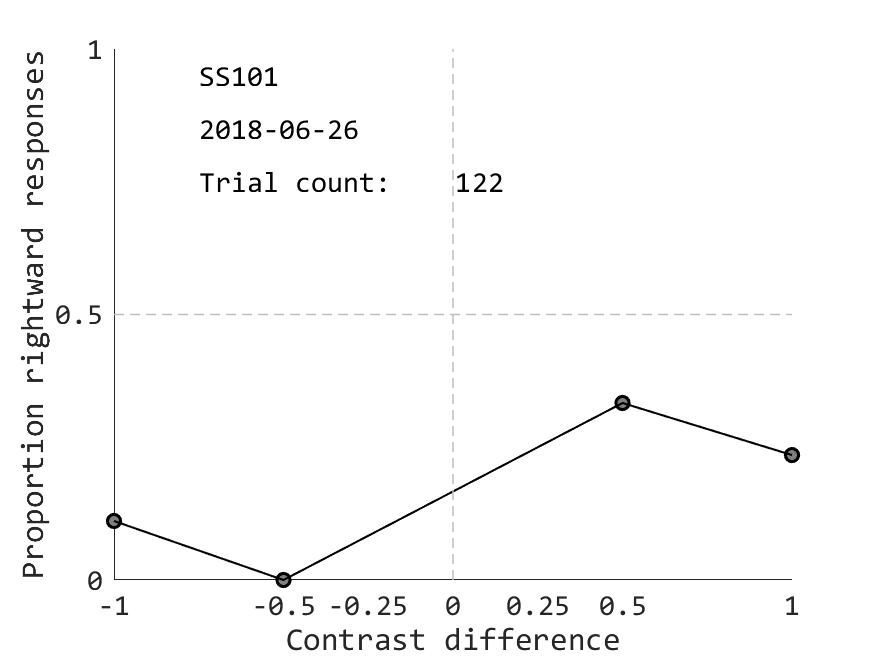 SS101
2018-06-26
Trial count: 122
Proportion rightward responses
1
0.5
0
-1 -0.5 -0.25 0 0.25 0.5 1
Contrast difference